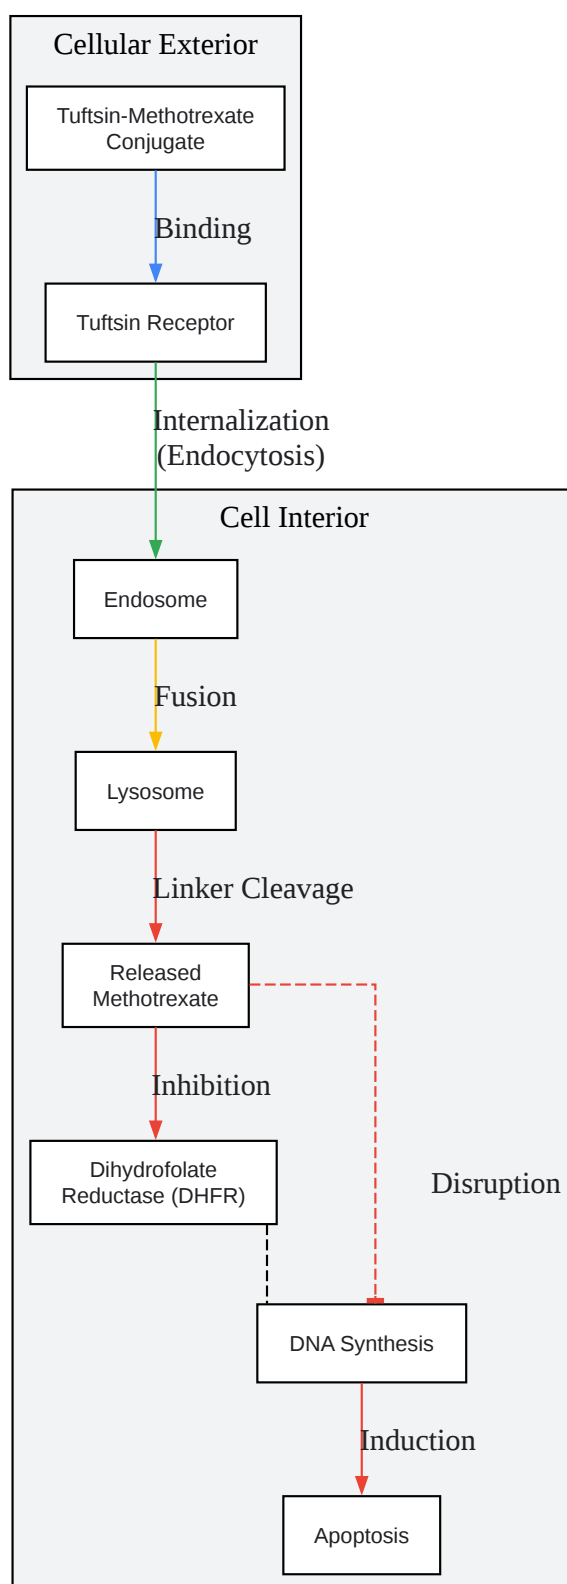 Cellular Exterior
Tuftsin-Methotrexate
Conjugate
Binding
Tuftsin Receptor
Internalization
(Endocytosis)
Cell Interior
Endosome
Fusion
Lysosome
Linker Cleavage
Released
Methotrexate
Inhibition
Dihydrofolate
Reductase (DHFR)
Disruption
DNA Synthesis
Induction
Apoptosis